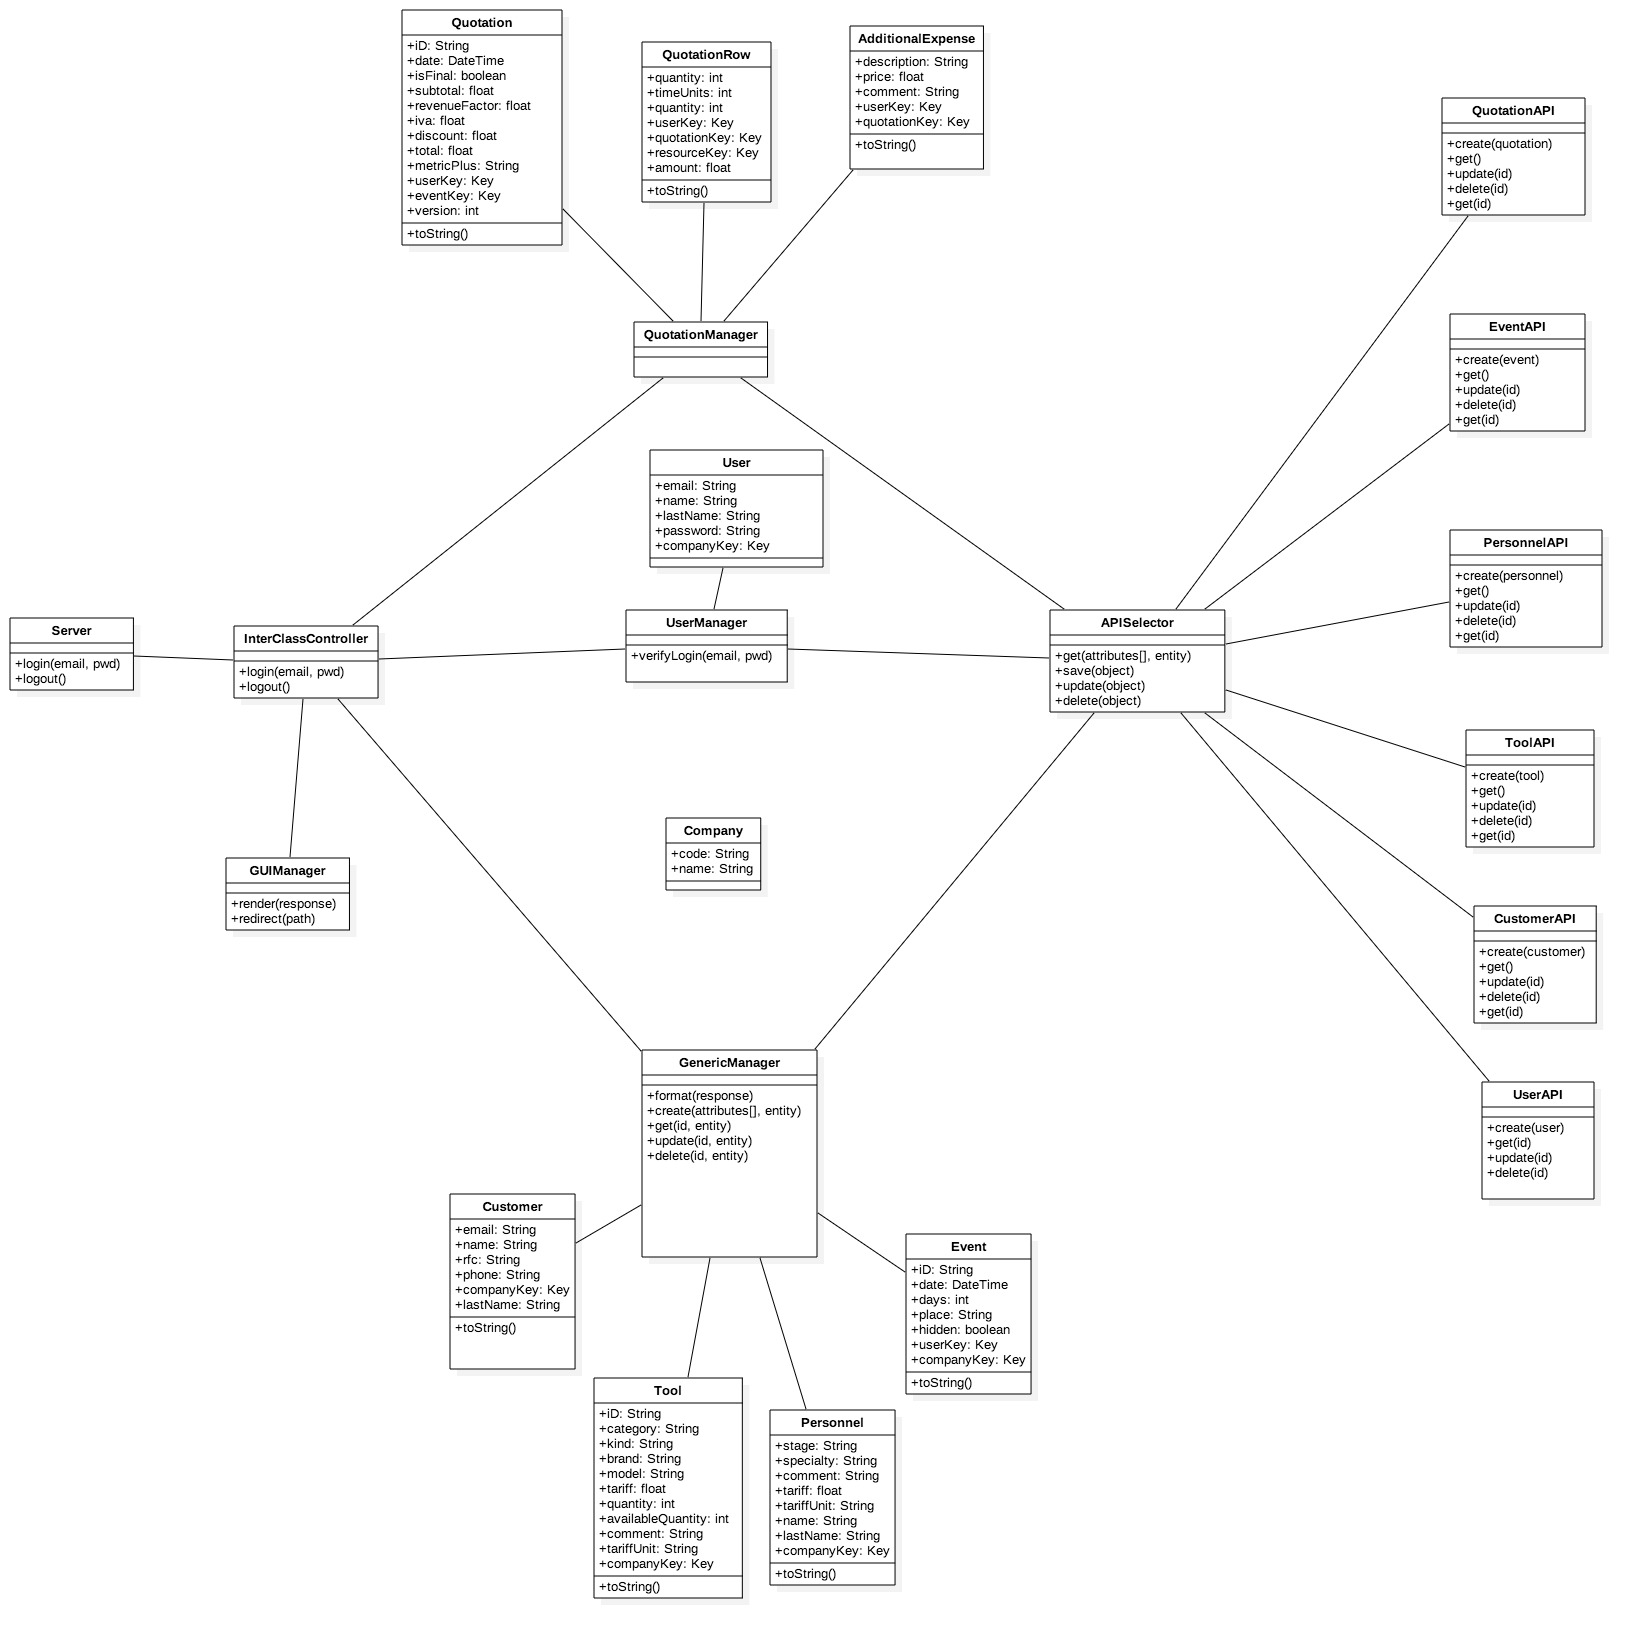 Quotation
+iD: String
+date: DateTime
+isFinal: boolean
+subtotal: float
+revenueFactor: float
+iva: float
+discount: float
+total: float
+metricPlus: String
+userKey: Key
+eventKey: Key
+version: int
+toString()
QuotationRow
+quantity: int
+timeUnits: int
+quantity: int
+userKey: Key
+quotationKey: Key
+resourceKey: Key
+amount: float
+toString()
AdditionalExpense
+description: String
+price: float
+comment: String
+userKey: Key
+quotationKey: Key
+toString()
QuotationAPI
+create(quotation)
+get()
+update(id)
+delete(id)
+get(id)
QuotationManager
EventAPI
+create(event)
+get()
+update(id)
+delete(id)
+get(id)
User
+email: String
+name: String
+lastName: String
+password: String
+companyKey: Key
PersonnelAPI
+create(personnel)
+get()
+update(id)
+delete(id)
+get(id)
Server
+login(email, pwd)
+logout()
InterClassController
+login(email, pwd)
+logout()
UserManager
+verifyLogin(email, pwd)
APISelector
+get(attributes[], entity)
+save(object)
+update(object)
+delete(object)
ToolAPI
+create(tool)
+get()
+update(id)
+delete(id)
+get(id)
Company
+code: String
+name: String
GUIManager
+render(response)
+redirect(path)
CustomerAPI
+create(customer)
+get()
+update(id)
+delete(id)
+get(id)
GenericManager
+format(response)
+create(attributes[], entity)
+get(id, entity)
+update(id, entity)
+delete(id, entity)
UserAPI
+create(user)
+get(id)
+update(id)
+delete(id)
Customer
+email: String
+name: String
+rfc: String
+phone: String
+companyKey: Key
+lastName: String
+toString()
Event
+iD: String
+date: DateTime
+days: int
+place: String
+hidden: boolean
+userKey: Key
+companyKey: Key
+toString()
Tool
+iD: String
+category: String
+kind: String
+brand: String
+model: String
+tariff: float
+quantity: int
+availableQuantity: int
+comment: String
+tariffUnit: String
+companyKey: Key
+toString()
Personnel
+stage: String
+specialty: String
+comment: String
+tariff: float
+tariffUnit: String
+name: String
+lastName: String
+companyKey: Key
+toString()